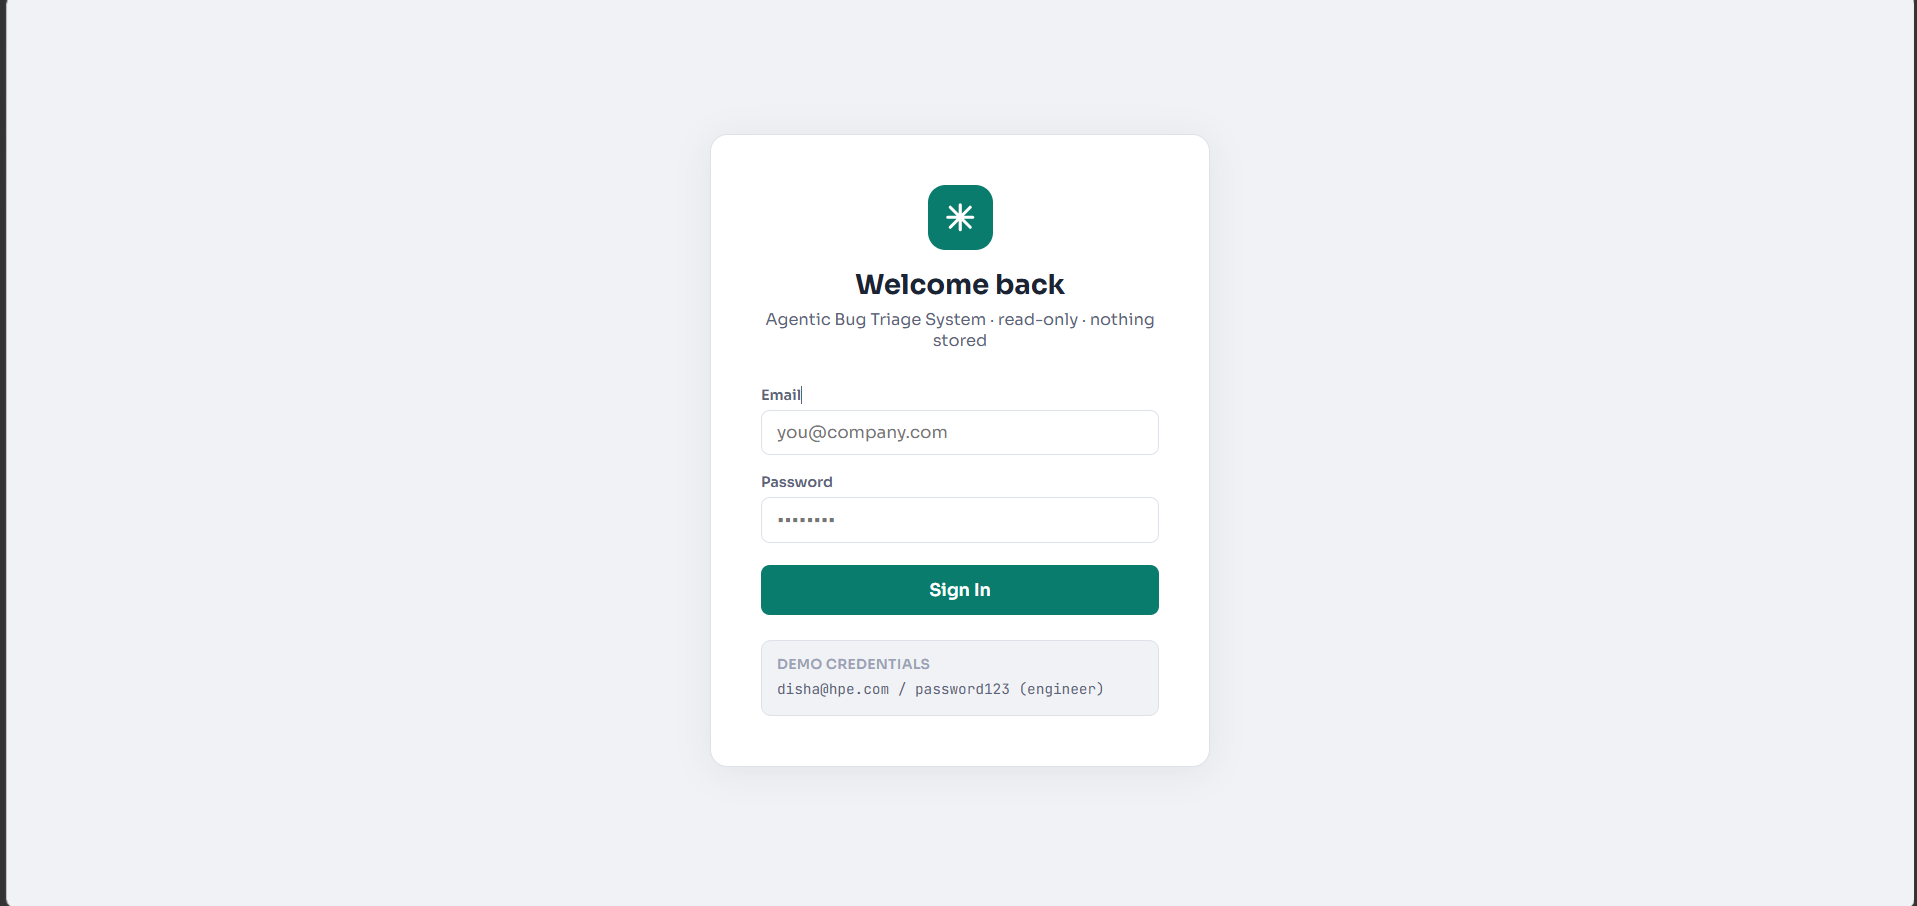 Welcome back
Agentic Bug Triage System · read-only · nothing
stored
Email
you@company.com
Password
••••••••
Sign In
DEMO CREDENTIALS
disha@hpe.com / password123 (engineer)